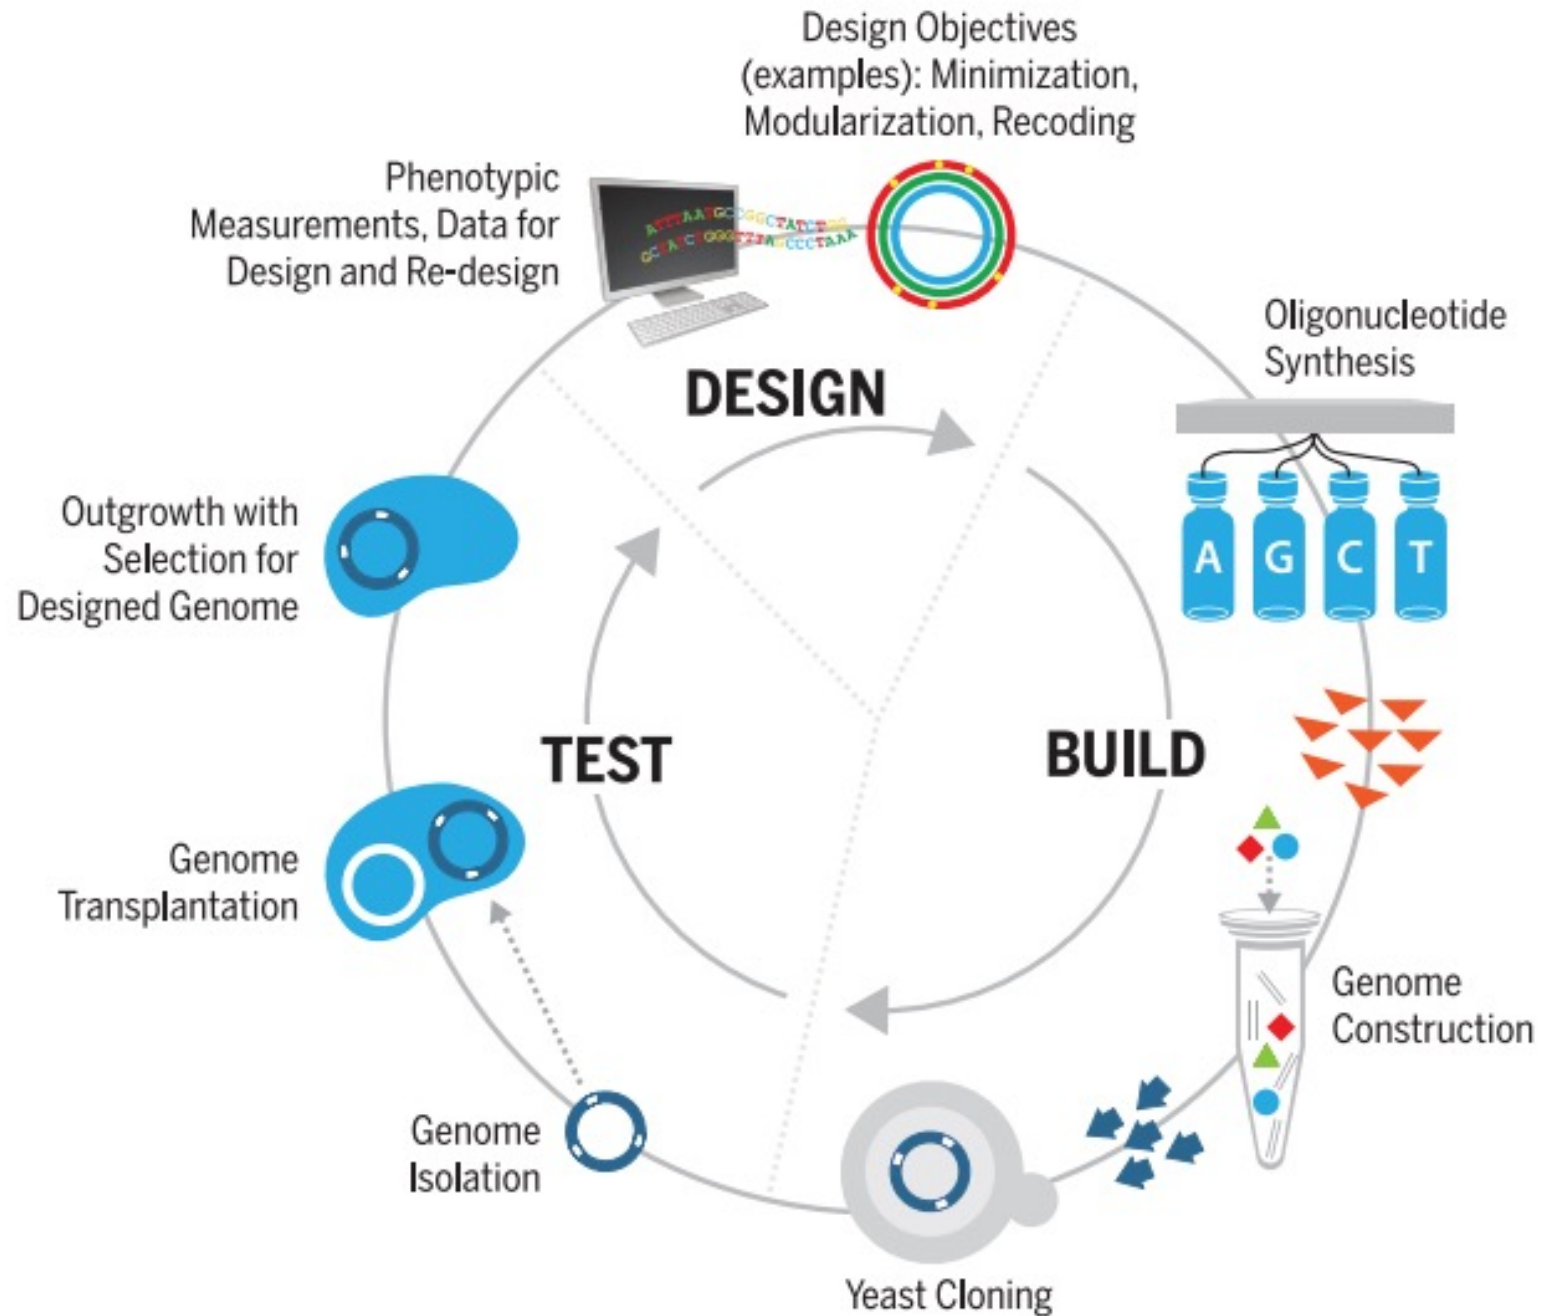 Design Objectives
(examples): Minimization,
Modularization, Recoding
Phenotypic
Measurements, Data for
Design and Re-design
ATTTAATGCCGGCTATCTGG
Oligonucleotide
Synthesis
DESIGN
A G C T
Outgrowth with
Selection for
Designed Genome
TEST
BUILD
Genome
Transplantation
Genome
Construction
Genome
Isolation
Yeast Cloning